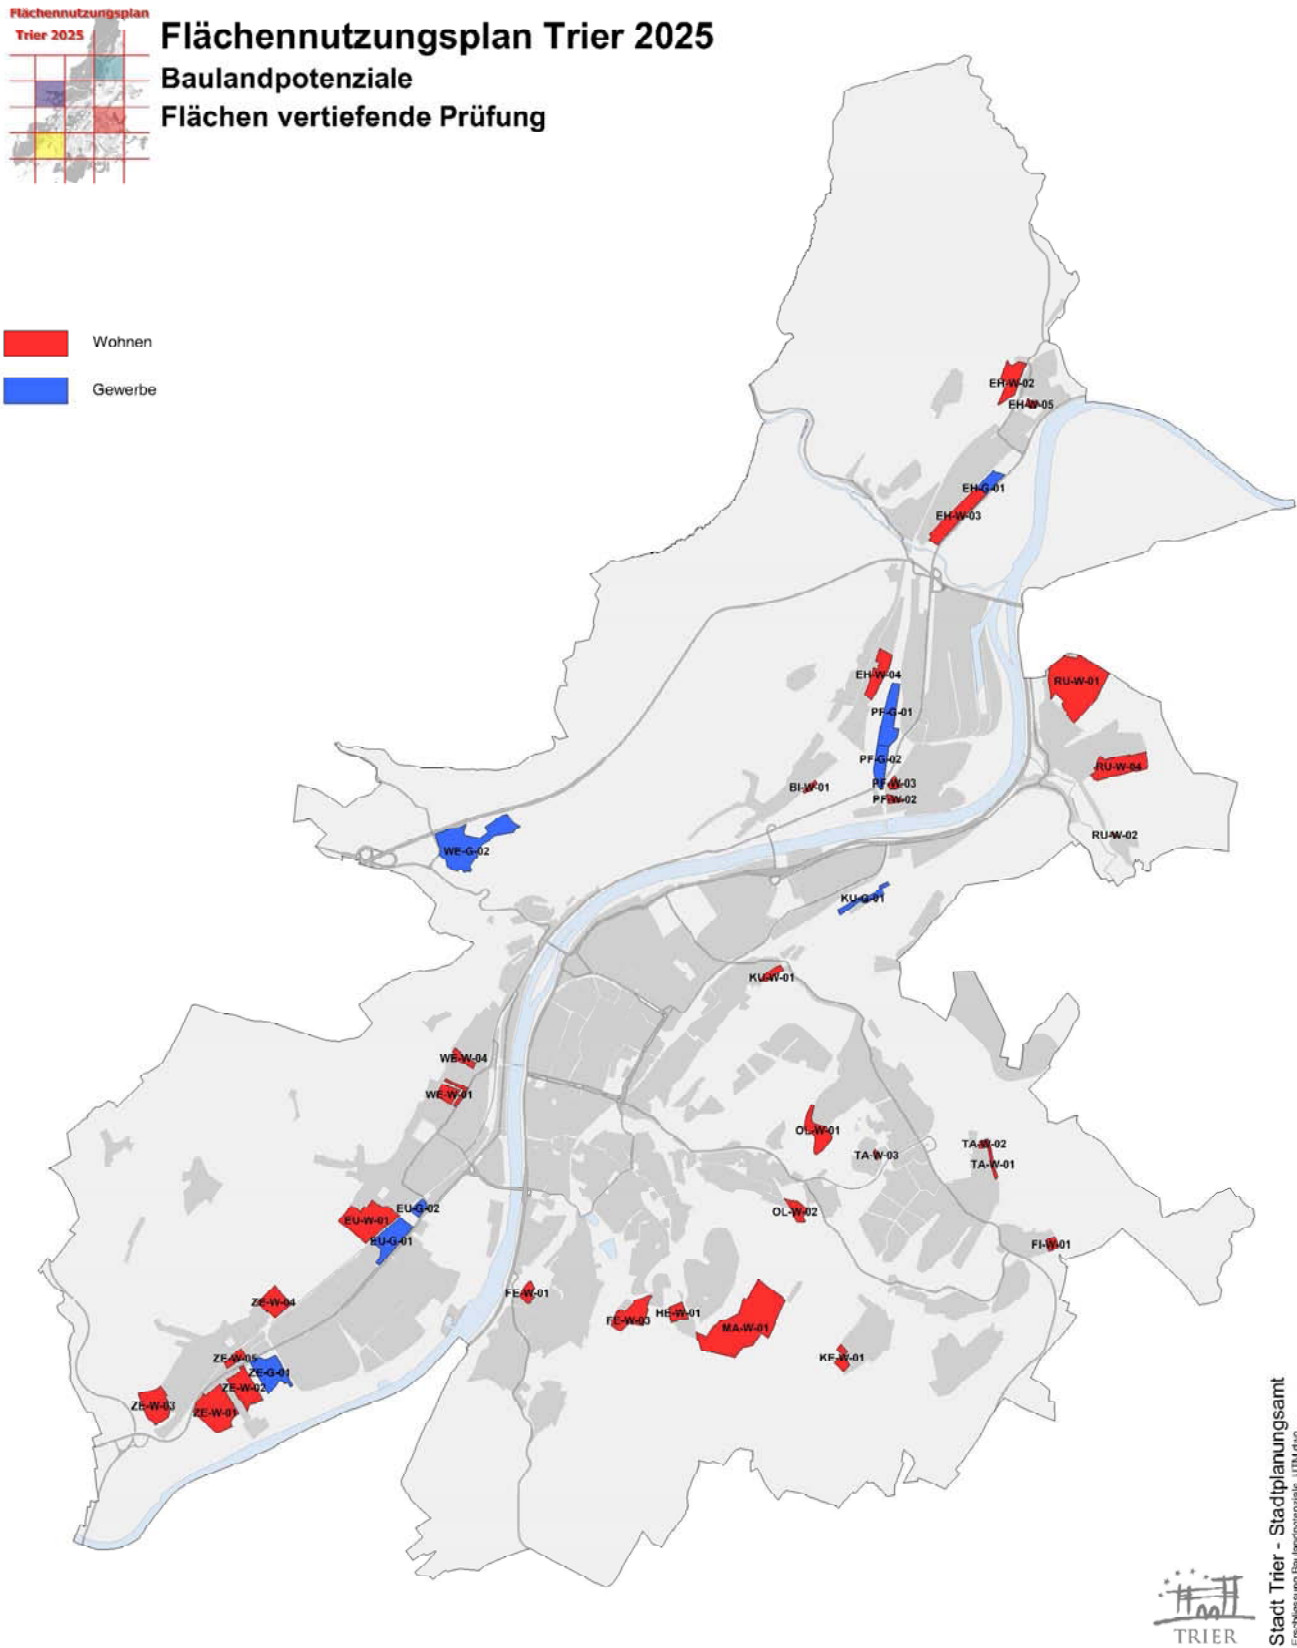 Flächennutzungsplan
Trier 2025
Flächennutzungsplan Trier 2025
Baulandpotenziale
Flächen vertiefende Prüfung
Wohnen
Gewerbe
EH-W-02
EH-W-05
EH-G-01
EH-W-03
EH-W-04
RU-W-01
PF-G-01
PF-G-02
RU-W-04
PF-W-03
BI-W-01
PF-W-02
RU-W-02
WE-G-02
KU-G-01
KU-W-01
WE-W-04
WE-W-01
OL-W-01
TA-W-02
TA-W-03
TA-W-01
EU-G-02
OL-W-02
EU-W-01
EU-G-01
FI-W-01
FE-W-01
ZE-W-04
HE-W-01
FE-W-03
MA-W-01
ZE-W-05
KE-W-01
ZE-G-01
ZE-W-02
ZE-W-03
ZE-W-01
Stadt Trier - Stadtplanungsamt
TRIER